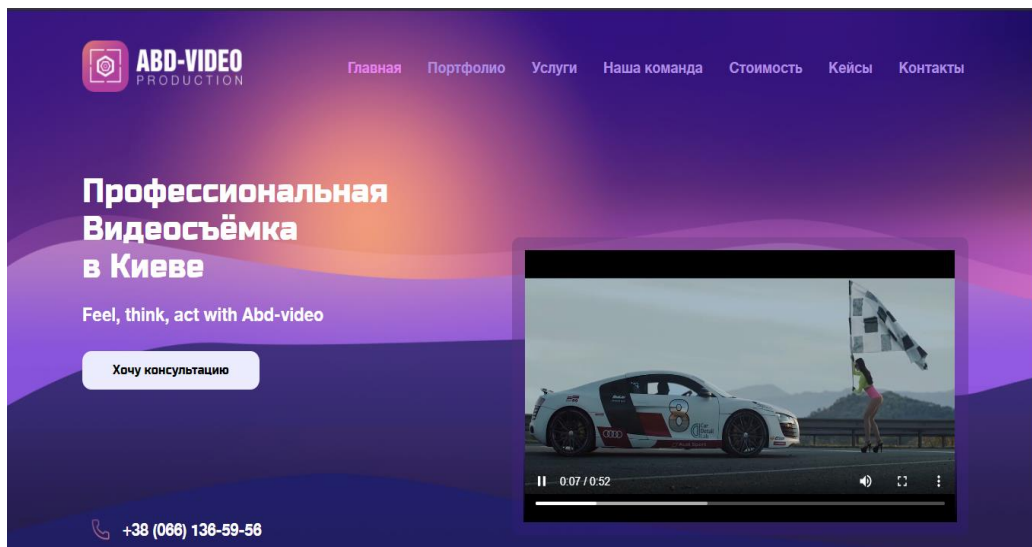 ABD-VIDEO
PRODUCTION
Главная Портфолио Услуги Наша команда Стоимость Кейсы Контакты
Профессиональная
Видеосъёмка
в Киеве
Feel, think, act with Abd-video
Хочу консультацию
8
0:07 / 0:52
+38 (066) 136-59-56